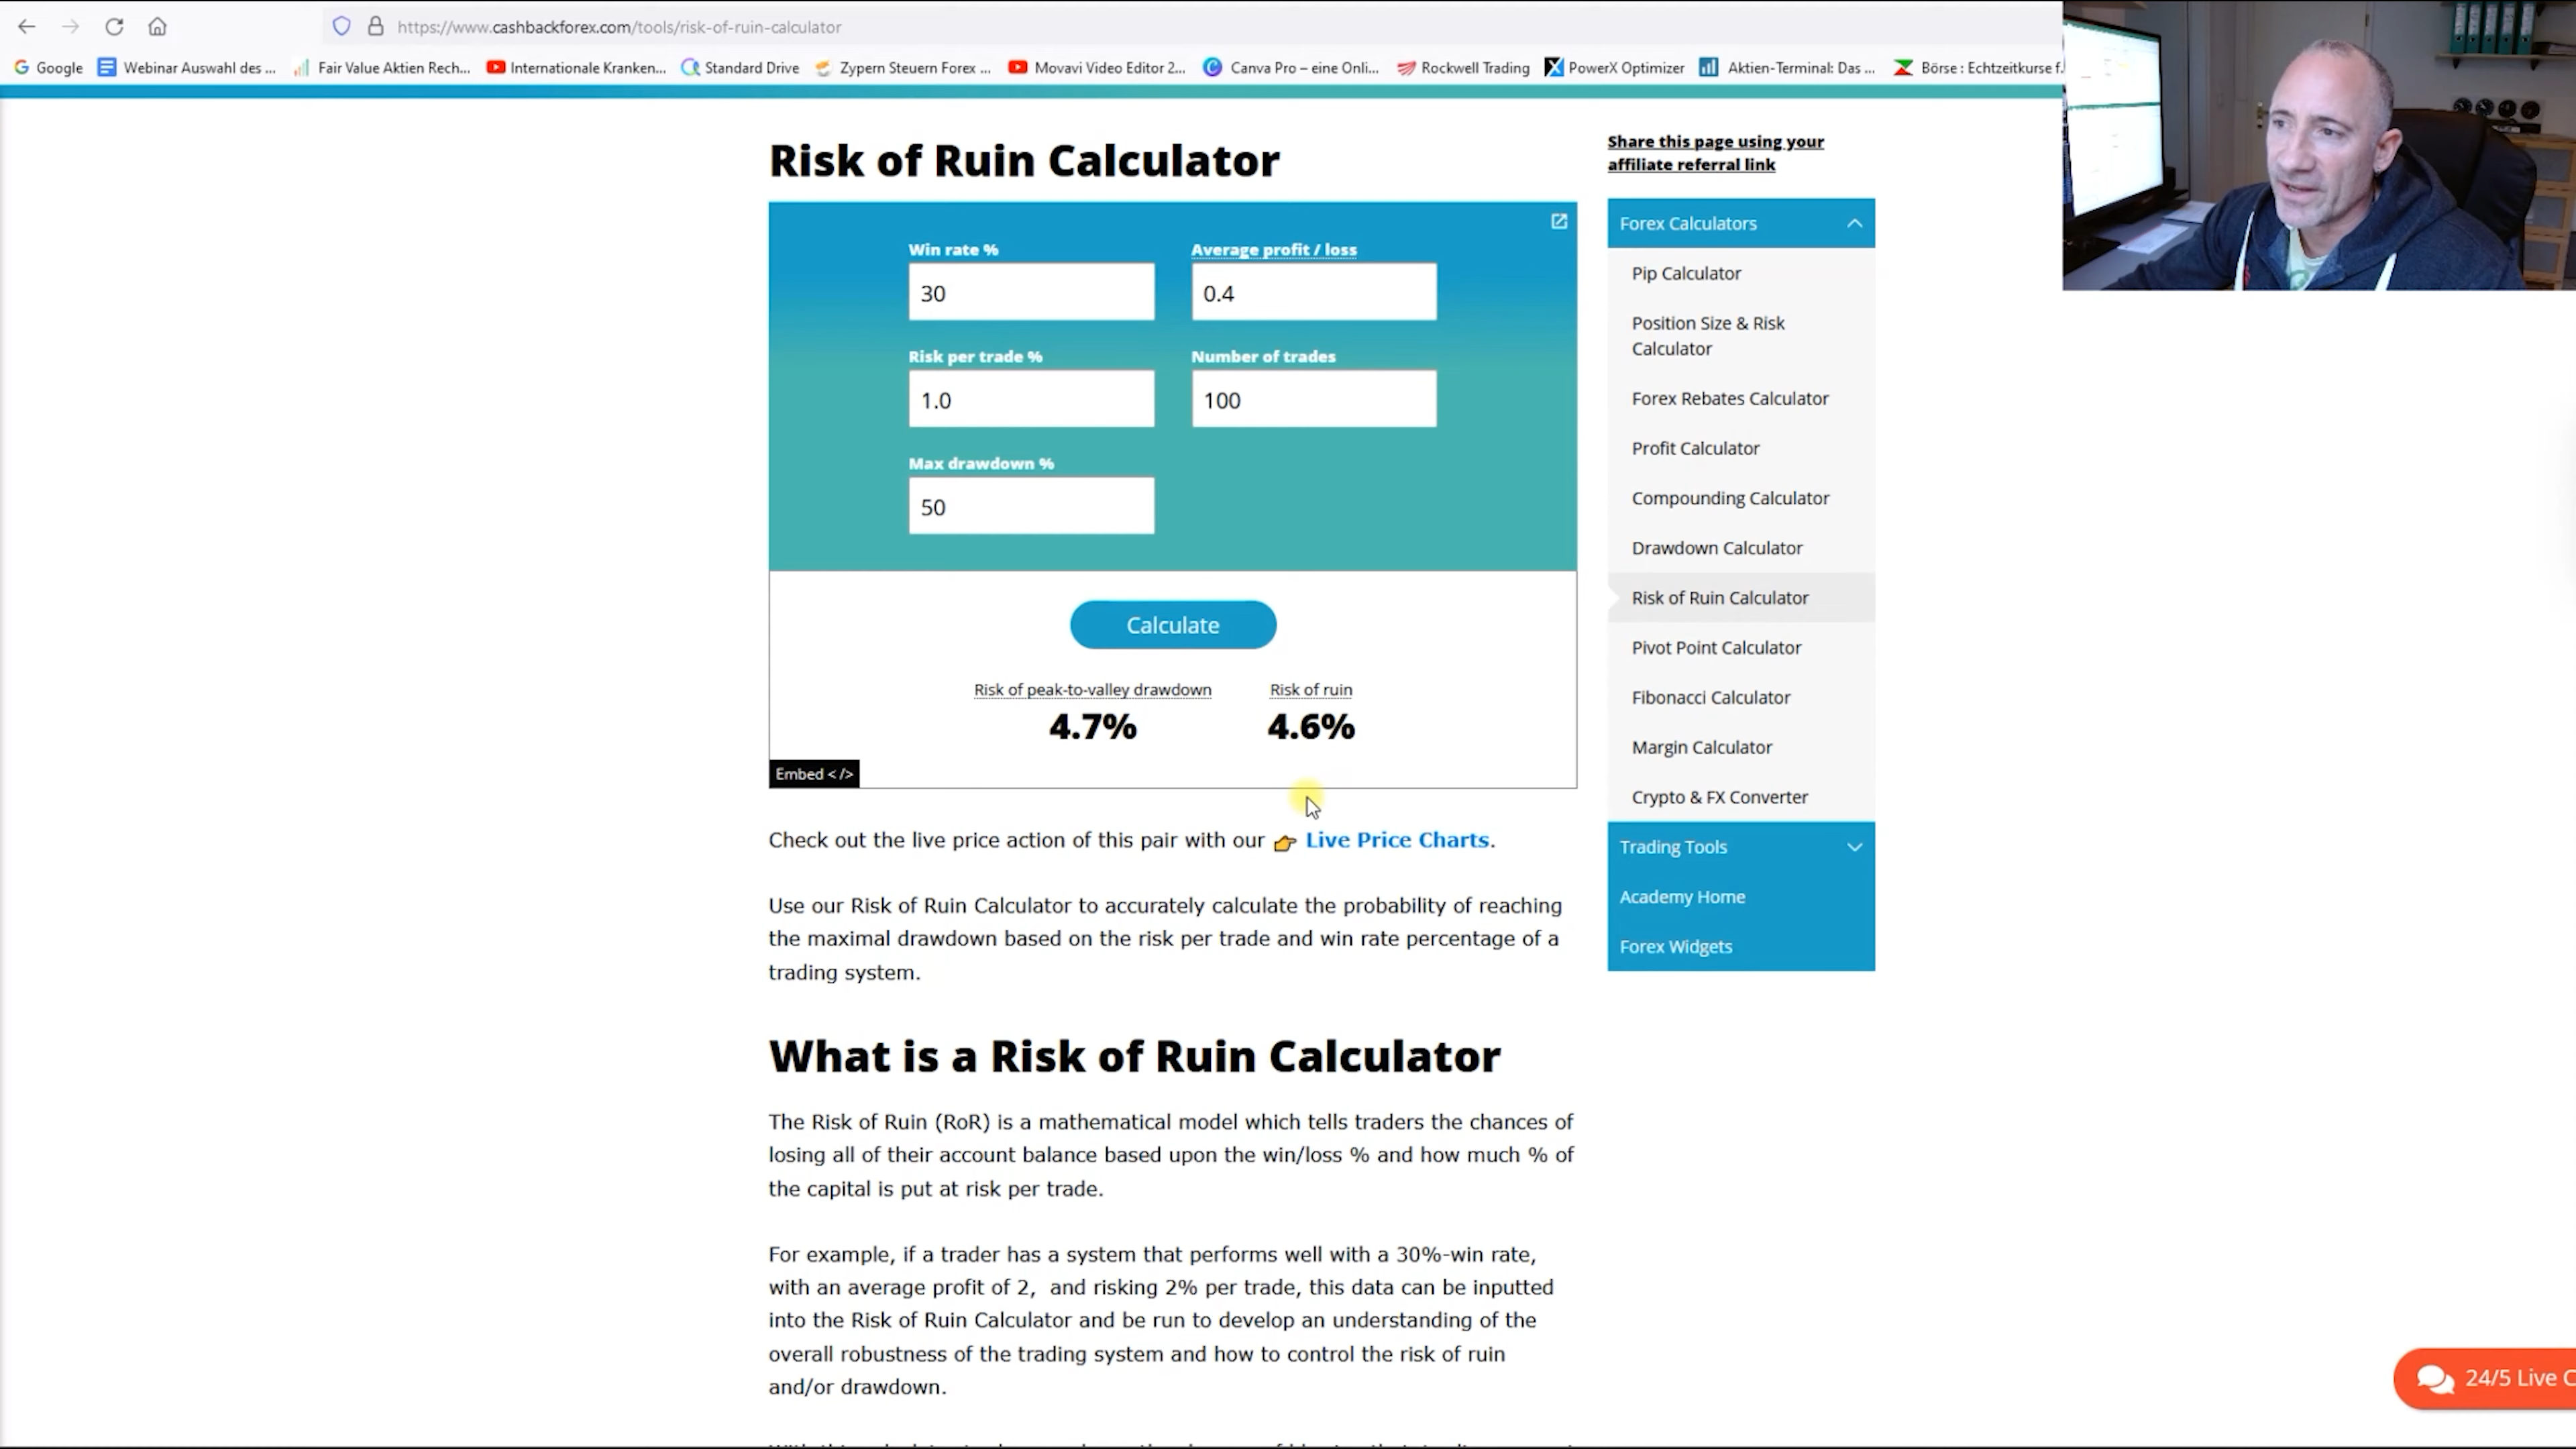 https://www.cashbackforex.com/tools/risk-of-ruin-calculator
Google
Webinar Auswahl des ...
Fair Value Aktien Rech...
Internationale Kranken...
Standard Drive
Zypern Steuern Forex ...
Movavi Video Editor 2...
Canva Pro – eine Onli...
Rockwell Trading
PowerX Optimizer
Aktien-Terminal: Das ...
Börse : Echtzeitkurse f.
Risk of Ruin Calculator
Win rate %
Average profit / loss
30
0.4
Risk per trade %
Number of trades
1.0
100
Max drawdown %
50
Calculate
Risk of peak-to-valley drawdown
Risk of ruin
4.7%
4.6%
Embed < />
Check out the live price action of this pair with our 👉 Live Price Charts.
Use our Risk of Ruin Calculator to accurately calculate the probability of reaching
the maximal drawdown based on the risk per trade and win rate percentage of a
trading system.
What is a Risk of Ruin Calculator
The Risk of Ruin (RoR) is a mathematical model which tells traders the chances of
losing all of their account balance based upon the win/loss % and how much % of
the capital is put at risk per trade.
For example, if a trader has a system that performs well with a 30%-win rate,
with an average profit of 2,  and risking 2% per trade, this data can be inputted
into the Risk of Ruin Calculator and be run to develop an understanding of the
overall robustness of the trading system and how to control the risk of ruin
and/or drawdown.
Share this page using your
affiliate referral link
Forex Calculators
Pip Calculator
Position Size & Risk
Calculator
Forex Rebates Calculator
Profit Calculator
Compounding Calculator
Drawdown Calculator
Risk of Ruin Calculator
Pivot Point Calculator
Fibonacci Calculator
Margin Calculator
Crypto & FX Converter
Trading Tools
Academy Home
Forex Widgets
24/5 Live C